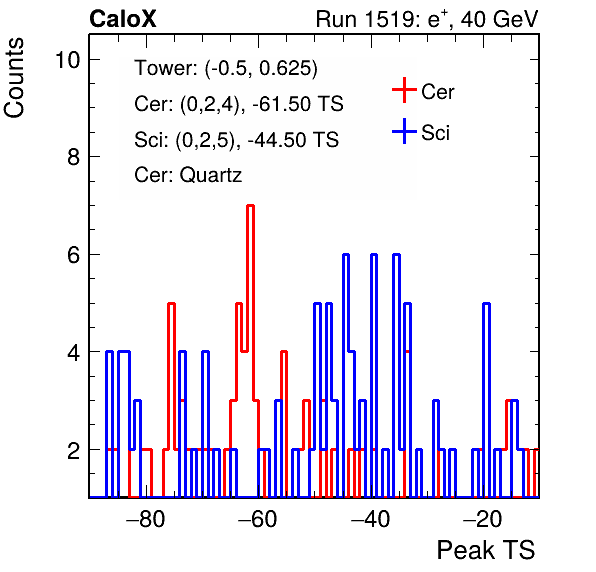 CaloX Run 1519: e⁺, 40 GeV
Counts
Tower: (-0.5, 0.625)
Cer: (0,2,4), -61.50 TS
Sci: (0,2,5), -44.50 TS
Cer: Quartz
Cer
Sci
10
8
6
4
2
−80 −60 −40 −20
Peak TS